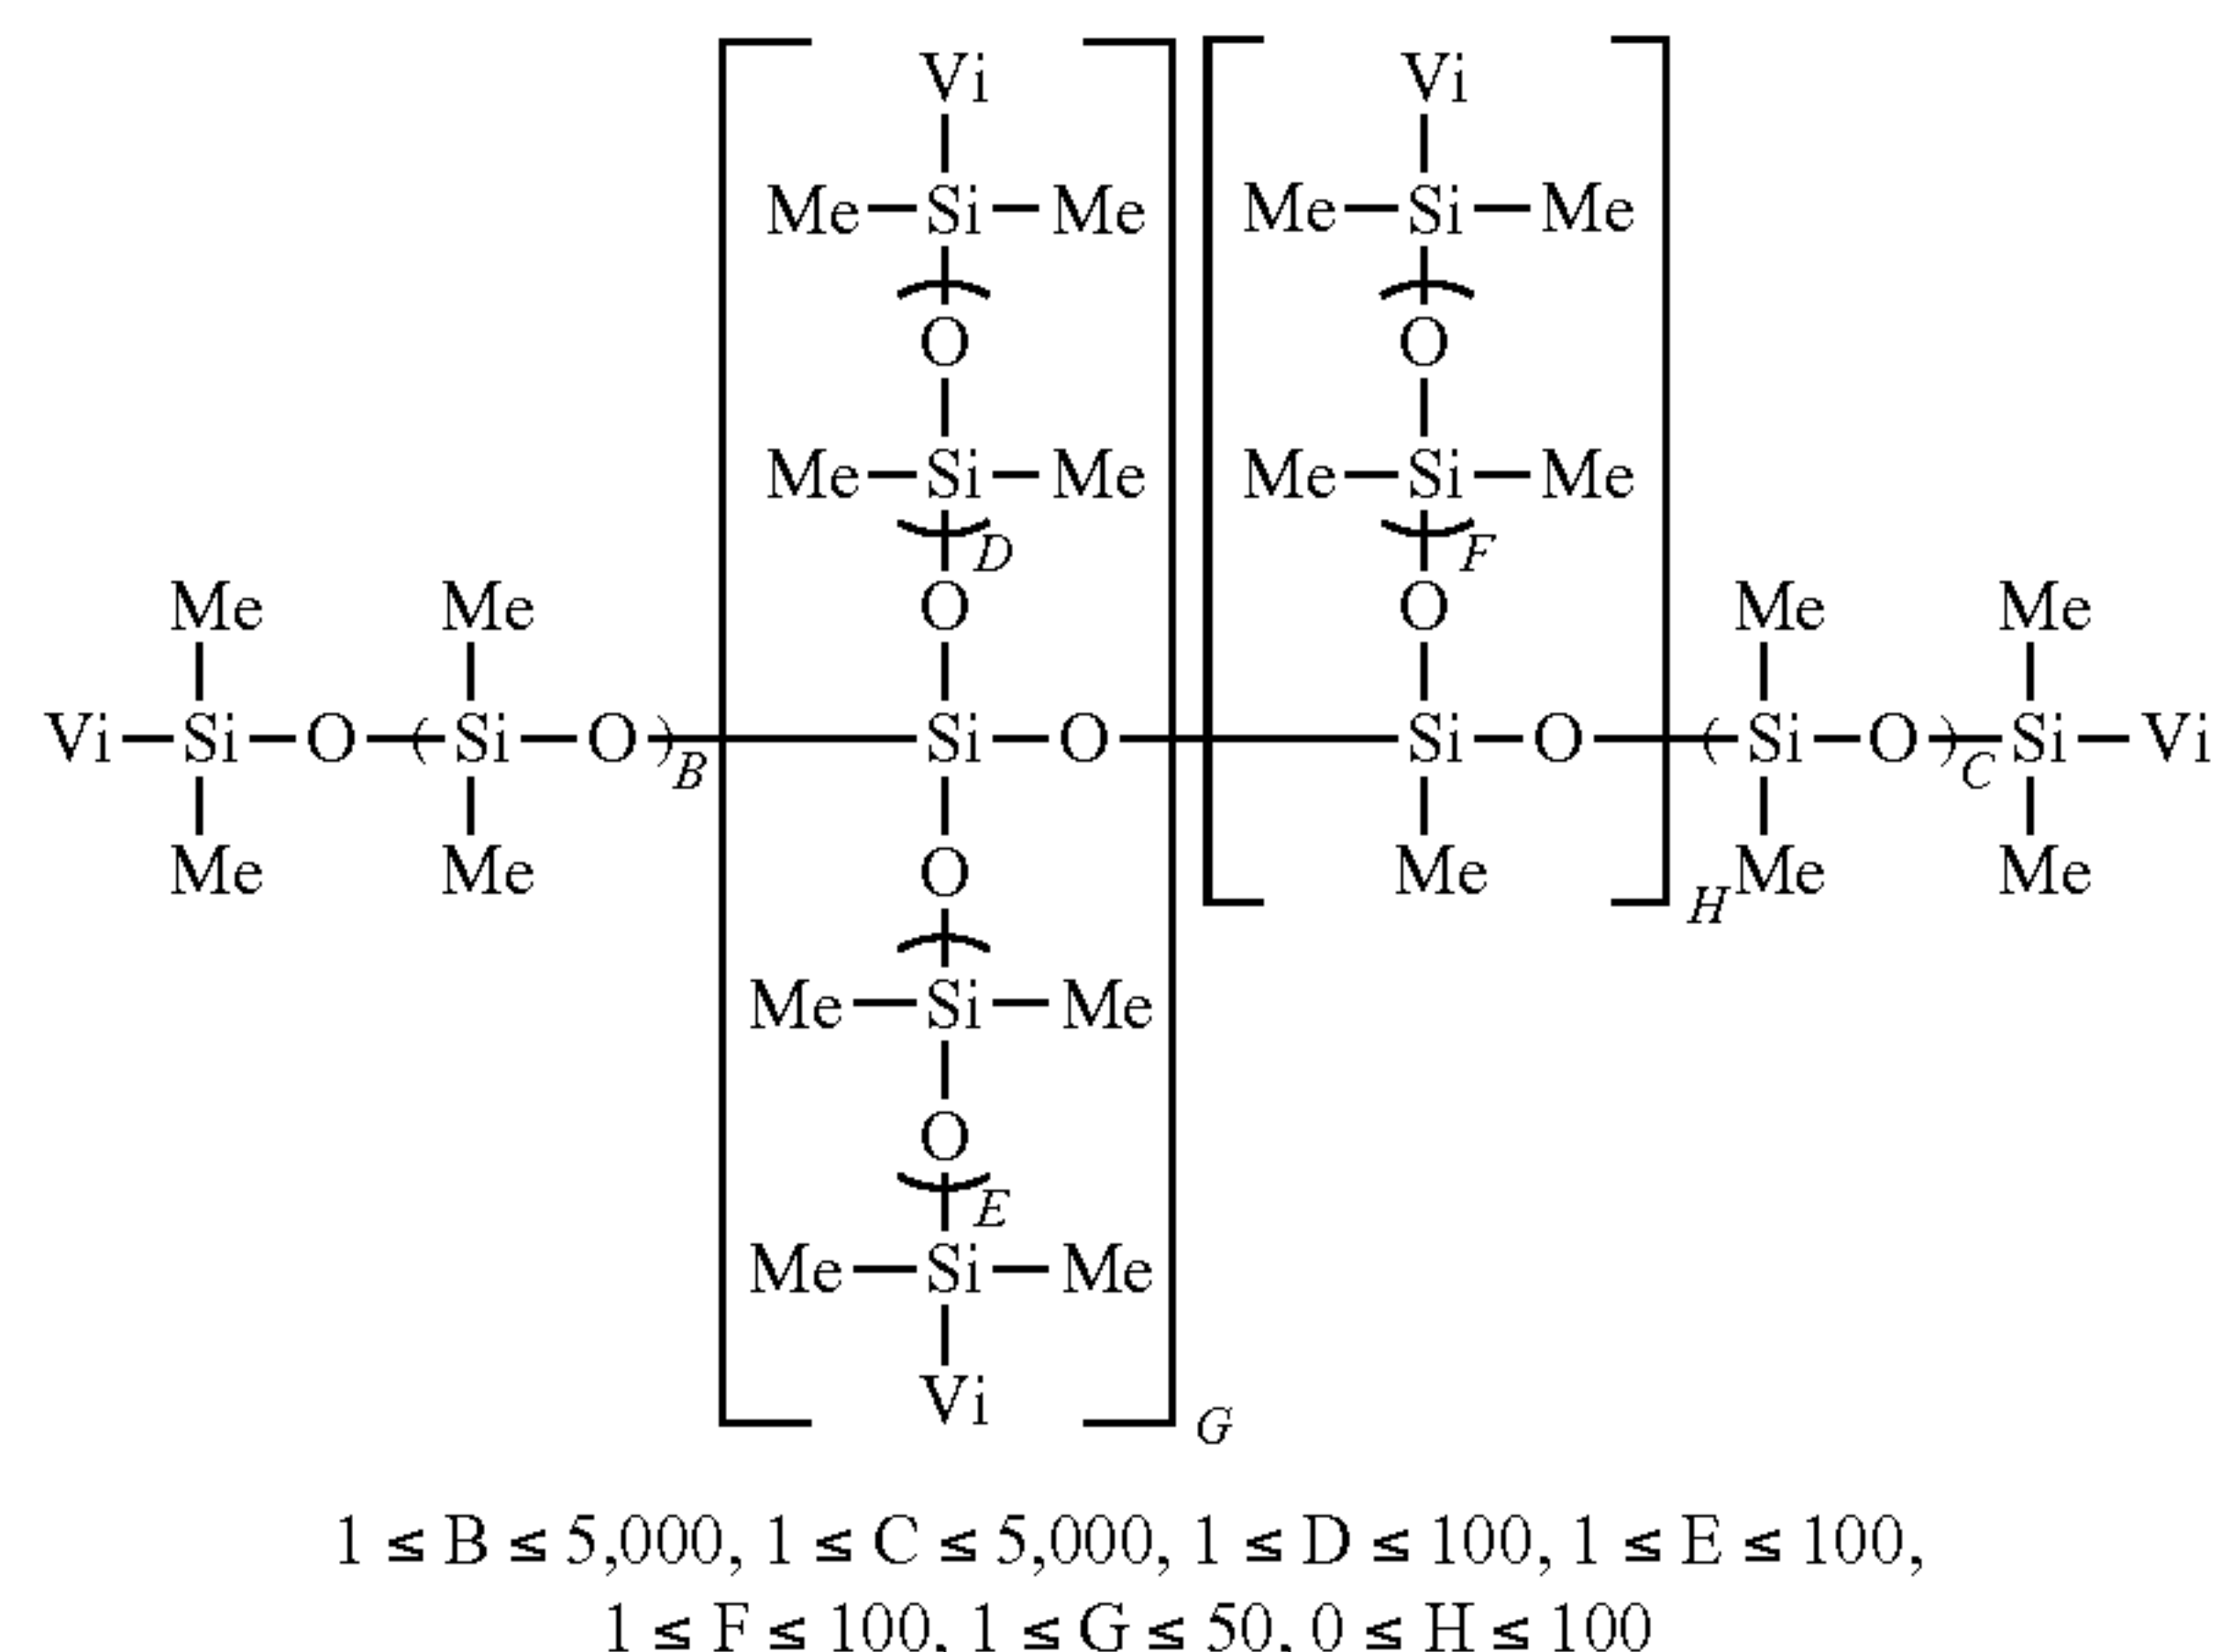 Vi Vi
Me—Si—Me Me—Si—Me
O O
Me—Si—Me Me—Si—Me
D F
Me Me O O Me Me
Vi—Si—O—(Si—O)B—Si—O—Si—O—(Si—O)C—Si—Vi
Me Me O Me H Me Me
Me—Si—Me
O
E
Me—Si—Me
Vi
G
1 ≤ B ≤ 5,000, 1 ≤ C ≤ 5,000, 1 ≤ D ≤ 100, 1 ≤ E ≤ 100,
1 ≤ F ≤ 100, 1 ≤ G ≤ 50, 0 ≤ H ≤ 100